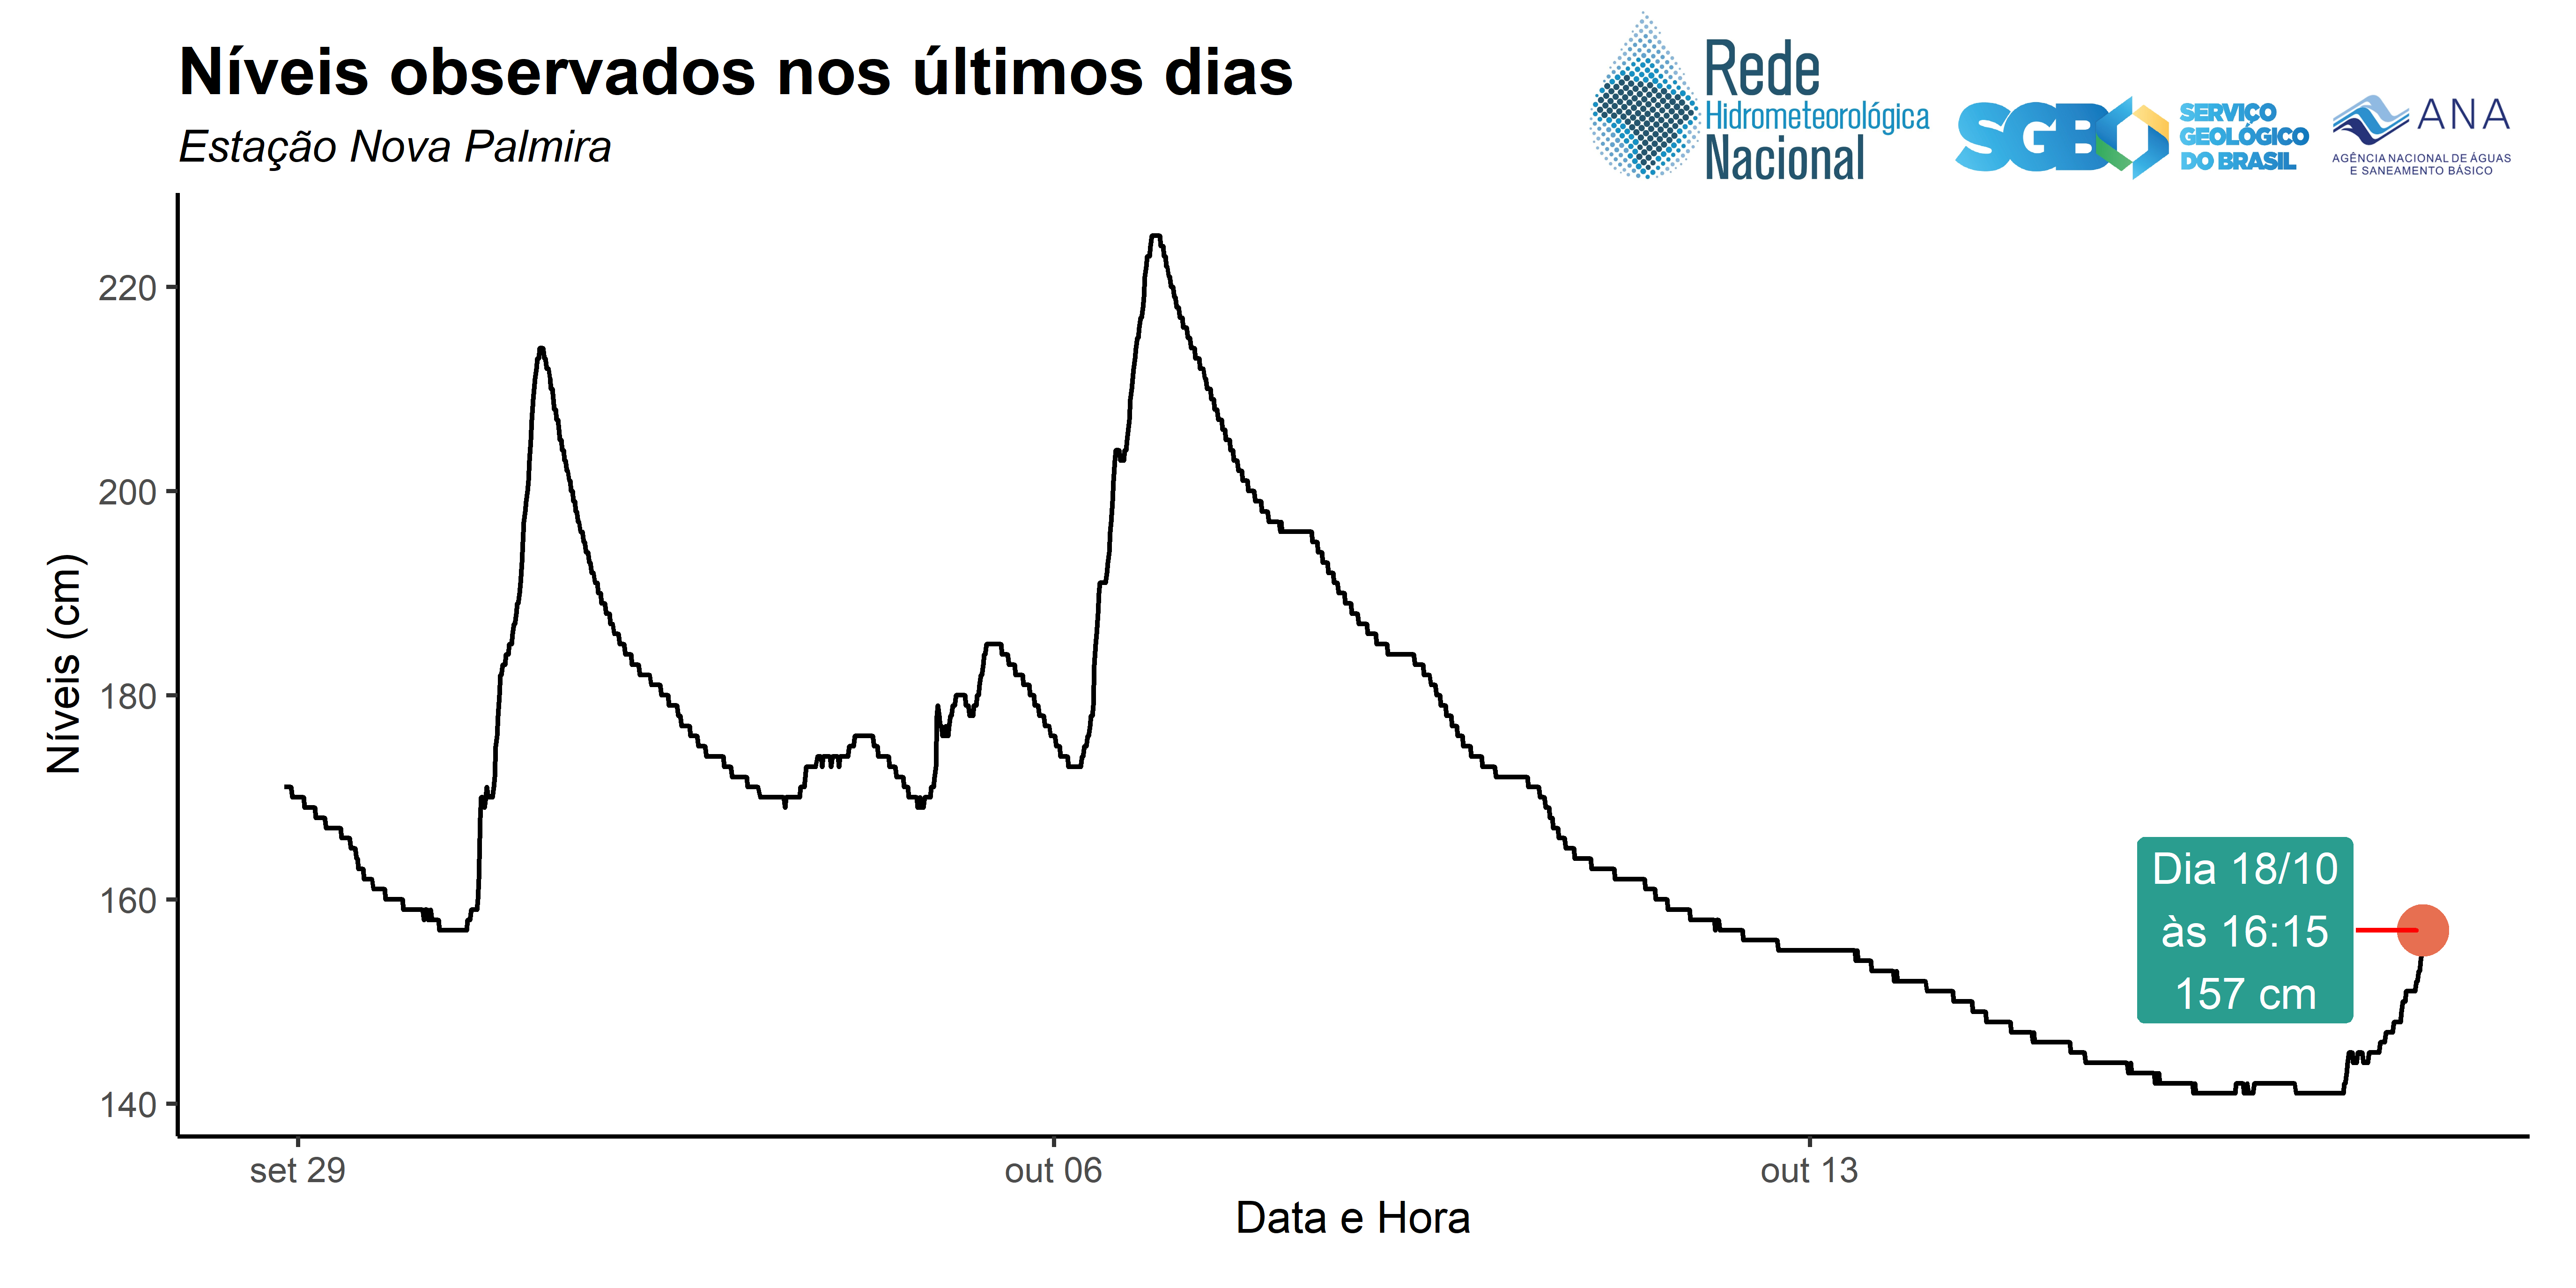 Níveis observados nos últimos dias
Estação Nova Palmira
Rede
Hidrometeorológica
Nacional
SGB
SERVIÇO
GEOLÓGICO
DO BRASIL
ANA
AGÊNCIA NACIONAL DE ÁGUAS
E SANEAMENTO BÁSICO
Níveis (cm)
220
200
180
160
140
Dia 18/10
às 16:15
157 cm
set 29
out 06
out 13
Data e Hora